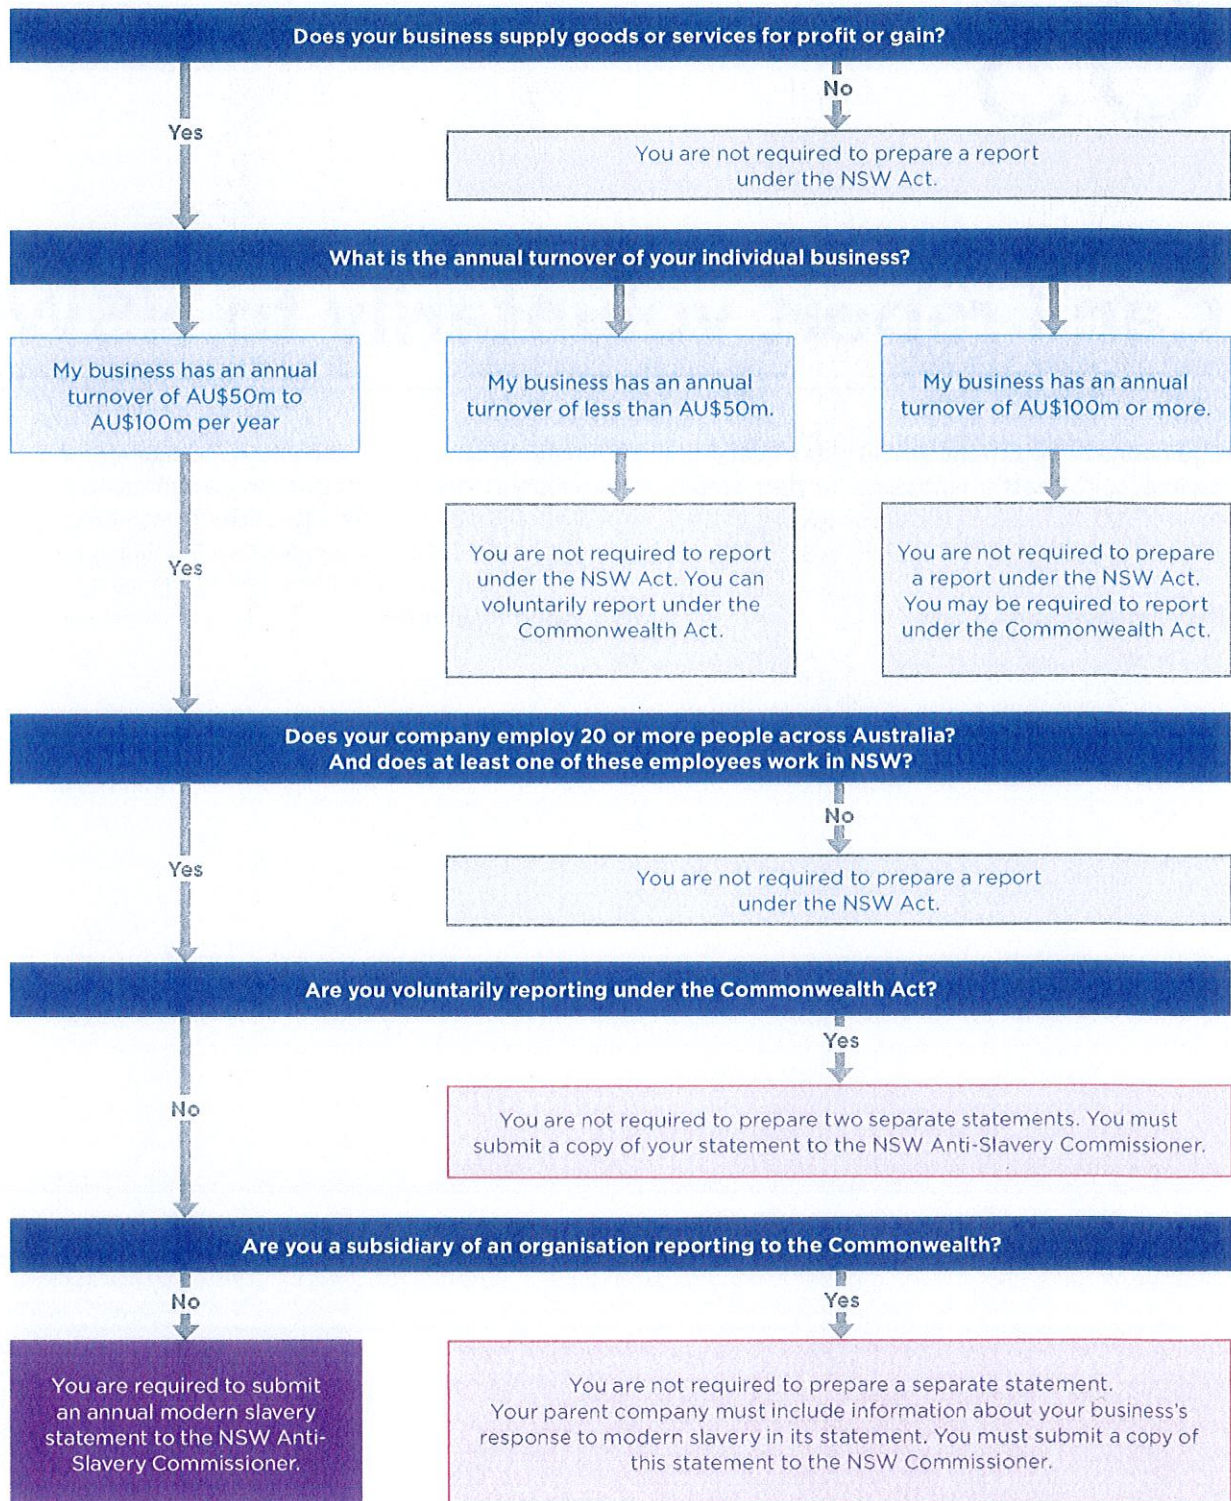 Does your business supply goods or services for profit or gain?
No
Yes
You are not required to prepare a report
under the NSW Act.
What is the annual turnover of your individual business?
My business has an annual
turnover of AU$50m to
AU$100m per year
My business has an annual
turnover of less than AU$50m.
My business has an annual
turnover of AU$100m or more.
Yes
You are not required to report
under the NSW Act. You can
voluntarily report under the
Commonwealth Act.
You are not required to prepare
a report under the NSW Act.
You may be required to report
under the Commonwealth Act.
Does your company employ 20 or more people across Australia?
And does at least one of these employees work in NSW?
No
Yes
You are not required to prepare a report
under the NSW Act.
Are you voluntarily reporting under the Commonwealth Act?
Yes
No
You are not required to prepare two separate statements. You must
submit a copy of your statement to the NSW Anti-Slavery Commissioner.
Are you a subsidiary of an organisation reporting to the Commonwealth?
No
Yes
You are required to submit
an annual modern slavery
statement to the NSW Anti-
Slavery Commissioner.
You are not required to prepare a separate statement.
Your parent company must include information about your business's
response to modern slavery in its statement. You must submit a copy of
this statement to the NSW Commissioner.